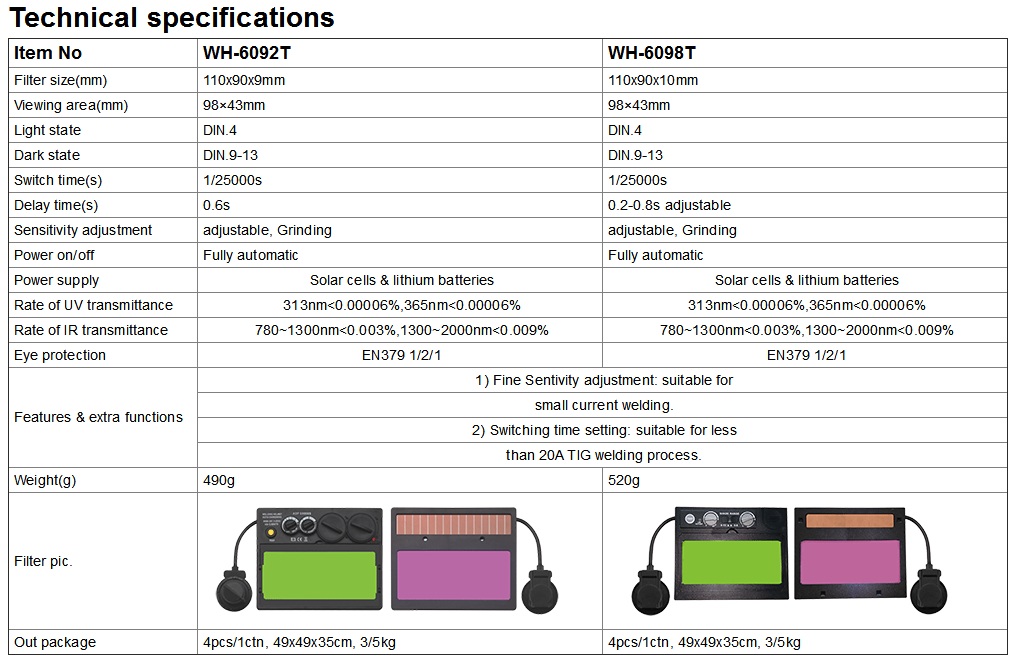 Technical specifications
Item No WH-6092T WH-6098T
Filter size(mm) 110x90x9mm 110x90x10mm
Viewing area(mm) 98×43mm 98×43mm
Light state DIN.4 DIN.4
Dark state DIN.9-13 DIN.9-13
Switch time(s) 1/25000s 1/25000s
Delay time(s) 0.6s 0.2-0.8s adjustable
Sensitivity adjustment adjustable, Grinding adjustable, Grinding
Power on/off Fully automatic Fully automatic
Power supply Solar cells & lithium batteries Solar cells & lithium batteries
Rate of UV transmittance 313nm<0.00006%,365nm<0.00006% 313nm<0.00006%,365nm<0.00006%
Rate of IR transmittance 780~1300nm<0.003%,1300~2000nm<0.009% 780~1300nm<0.003%,1300~2000nm<0.009%
Eye protection EN379 1/2/1 EN379 1/2/1
Features & extra functions
1) Fine Sentivity adjustment: suitable for
small current welding.
2) Switching time setting: suitable for less
than 20A TIG welding process.
Weight(g) 490g 520g
Filter pic.
Out package 4pcs/1ctn, 49x49x35cm, 3/5kg 4pcs/1ctn, 49x49x35cm, 3/5kg